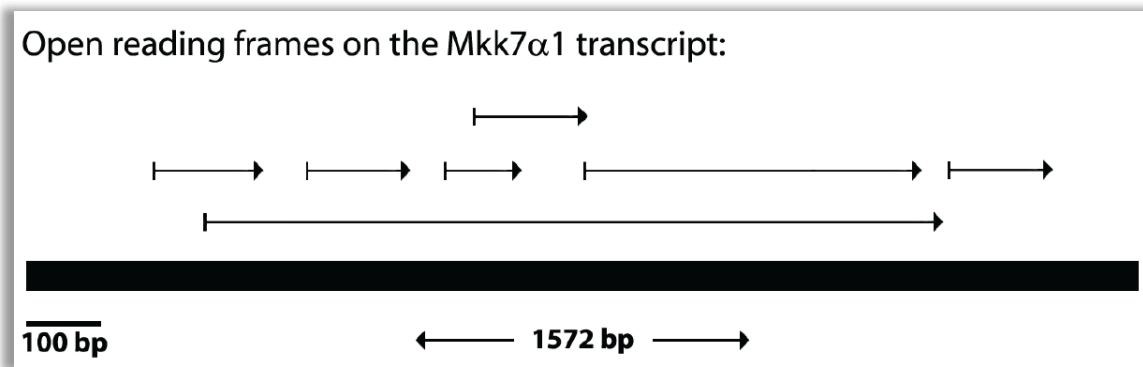 Open reading frames on the Mkk7α1 transcript:
100 bp
1572 bp